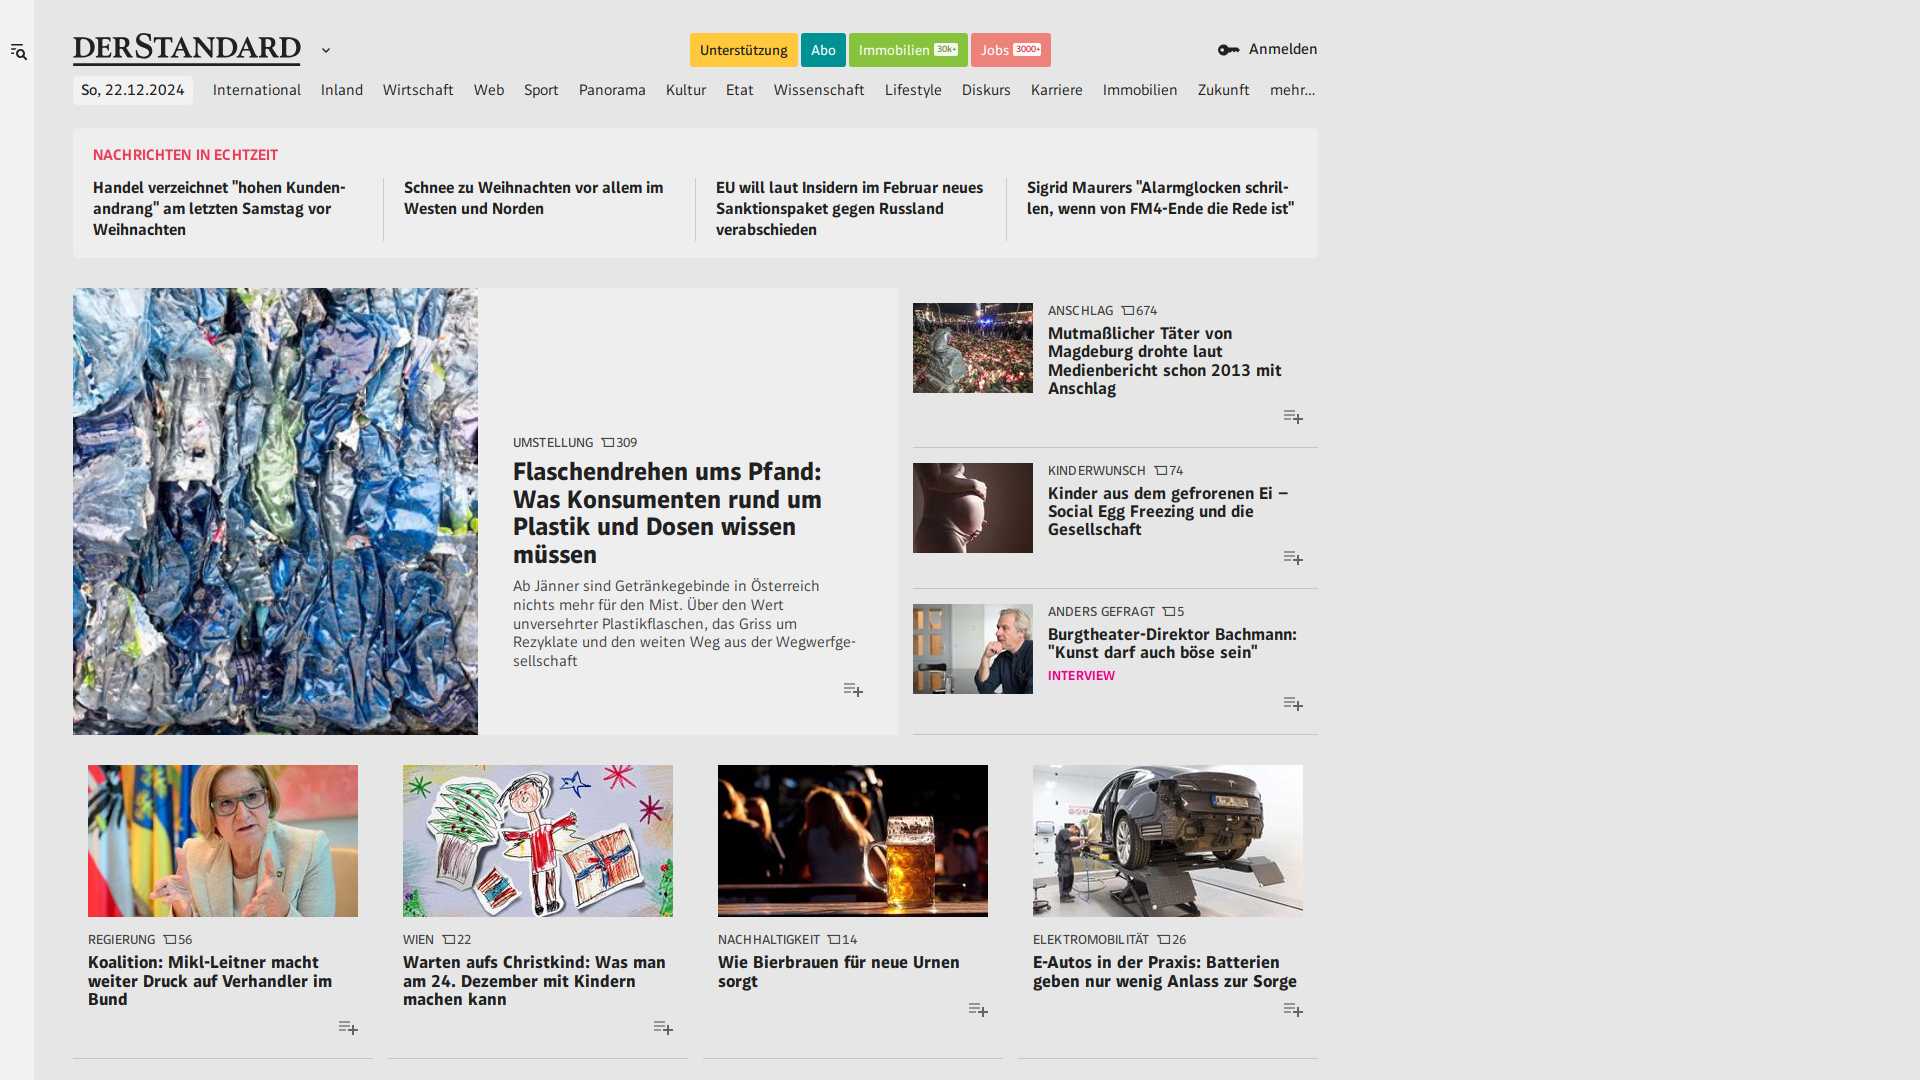 DERSTANDARD
Unterstützung
Abo
Immobilien 30k+
Jobs 3000+
Anmelden
So, 22.12.2024
International
Inland
Wirtschaft
Web
Sport
Panorama
Kultur
Etat
Wissenschaft
Lifestyle
Diskurs
Karriere
Immobilien
Zukunft
mehr...
NACHRICHTEN IN ECHTZEIT
Handel verzeichnet "hohen Kunden-
andrang" am letzten Samstag vor
Weihnachten
Schnee zu Weihnachten vor allem im
Westen und Norden
EU will laut Insidern im Februar neues
Sanktionspaket gegen Russland
verabschieden
Sigrid Maurers "Alarmglocken schril-
len, wenn von FM4-Ende die Rede ist"
UMSTELLUNG 309
Flaschendrehen ums Pfand:
Was Konsumenten rund um
Plastik und Dosen wissen
müssen
Ab Jänner sind Getränkegebinde in Österreich
nichts mehr für den Mist. Über den Wert
unversehrter Plastikflaschen, das Griss um
Rezyklate und den weiten Weg aus der Wegwerfge-
sellschaft
ANSCHLAG 674
Mutmaßlicher Täter von
Magdeburg drohte laut
Medienbericht schon 2013 mit
Anschlag
KINDERWUNSCH 74
Kinder aus dem gefrorenen Ei –
Social Egg Freezing und die
Gesellschaft
ANDERS GEFRAGT 5
Burgtheater-Direktor Bachmann:
"Kunst darf auch böse sein"
INTERVIEW
REGIERUNG 56
Koalition: Mikl-Leitner macht
weiter Druck auf Verhandler im
Bund
WIEN 22
Warten aufs Christkind: Was man
am 24. Dezember mit Kindern
machen kann
NACHHALTIGKEIT 14
Wie Bierbrauen für neue Urnen
sorgt
ELEKTROMOBILITÄT 26
E-Autos in der Praxis: Batterien
geben nur wenig Anlass zur Sorge